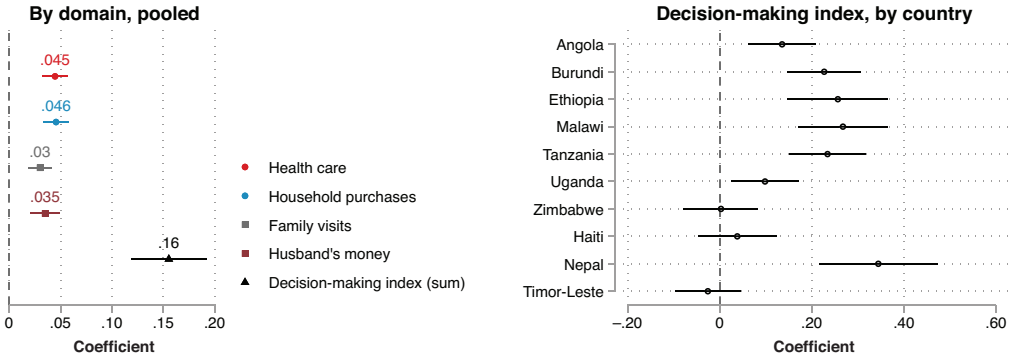 By domain, pooled
.045
.046
.03
.035
.16
0 .05 .10 .15 .20
Coefficient
Health care
Household purchases
Family visits
Husband's money
Decision-making index (sum)
Decision-making index, by country
Angola
Burundi
Ethiopia
Malawi
Tanzania
Uganda
Zimbabwe
Haiti
Nepal
Timor-Leste
–.20 0 .20 .40 .60
Coefficient